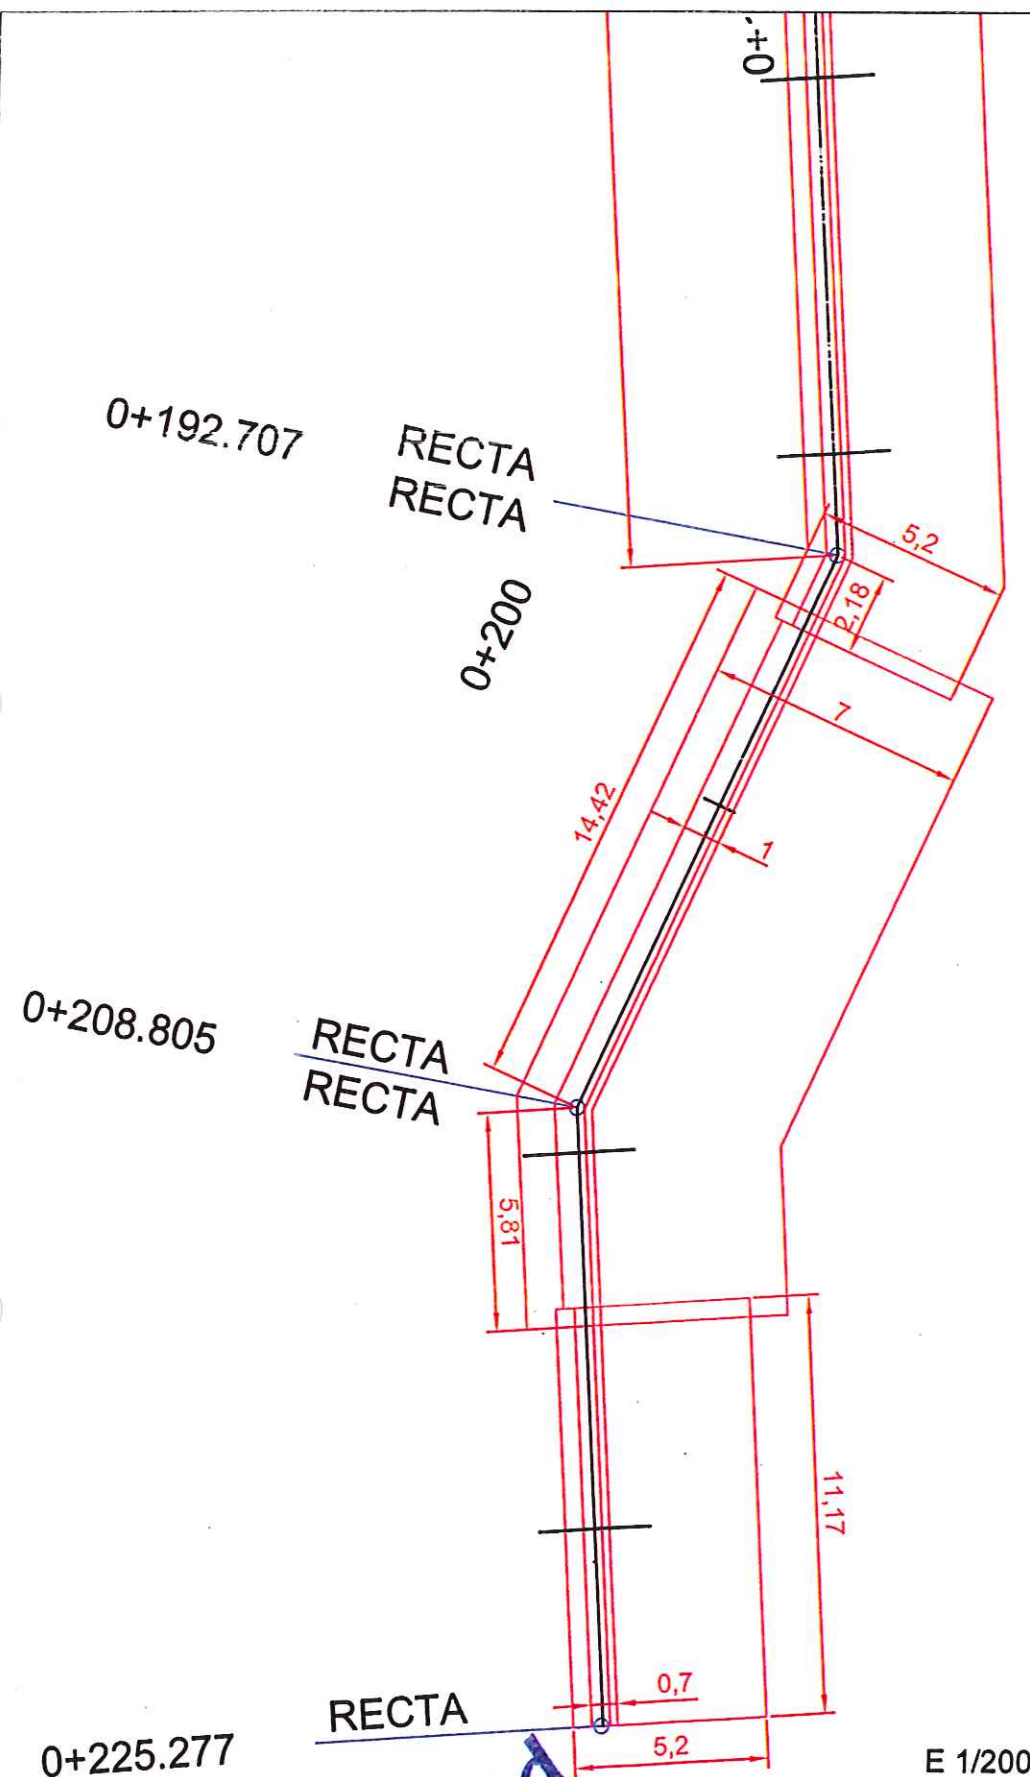 0+192.707
RECTA
RECTA
5,2
2,18
0+200
7
14,42
1
0+208.805
RECTA
RECTA
5,81
11,17
0,7
RECTA
0+225.277
5,2
E 1/200